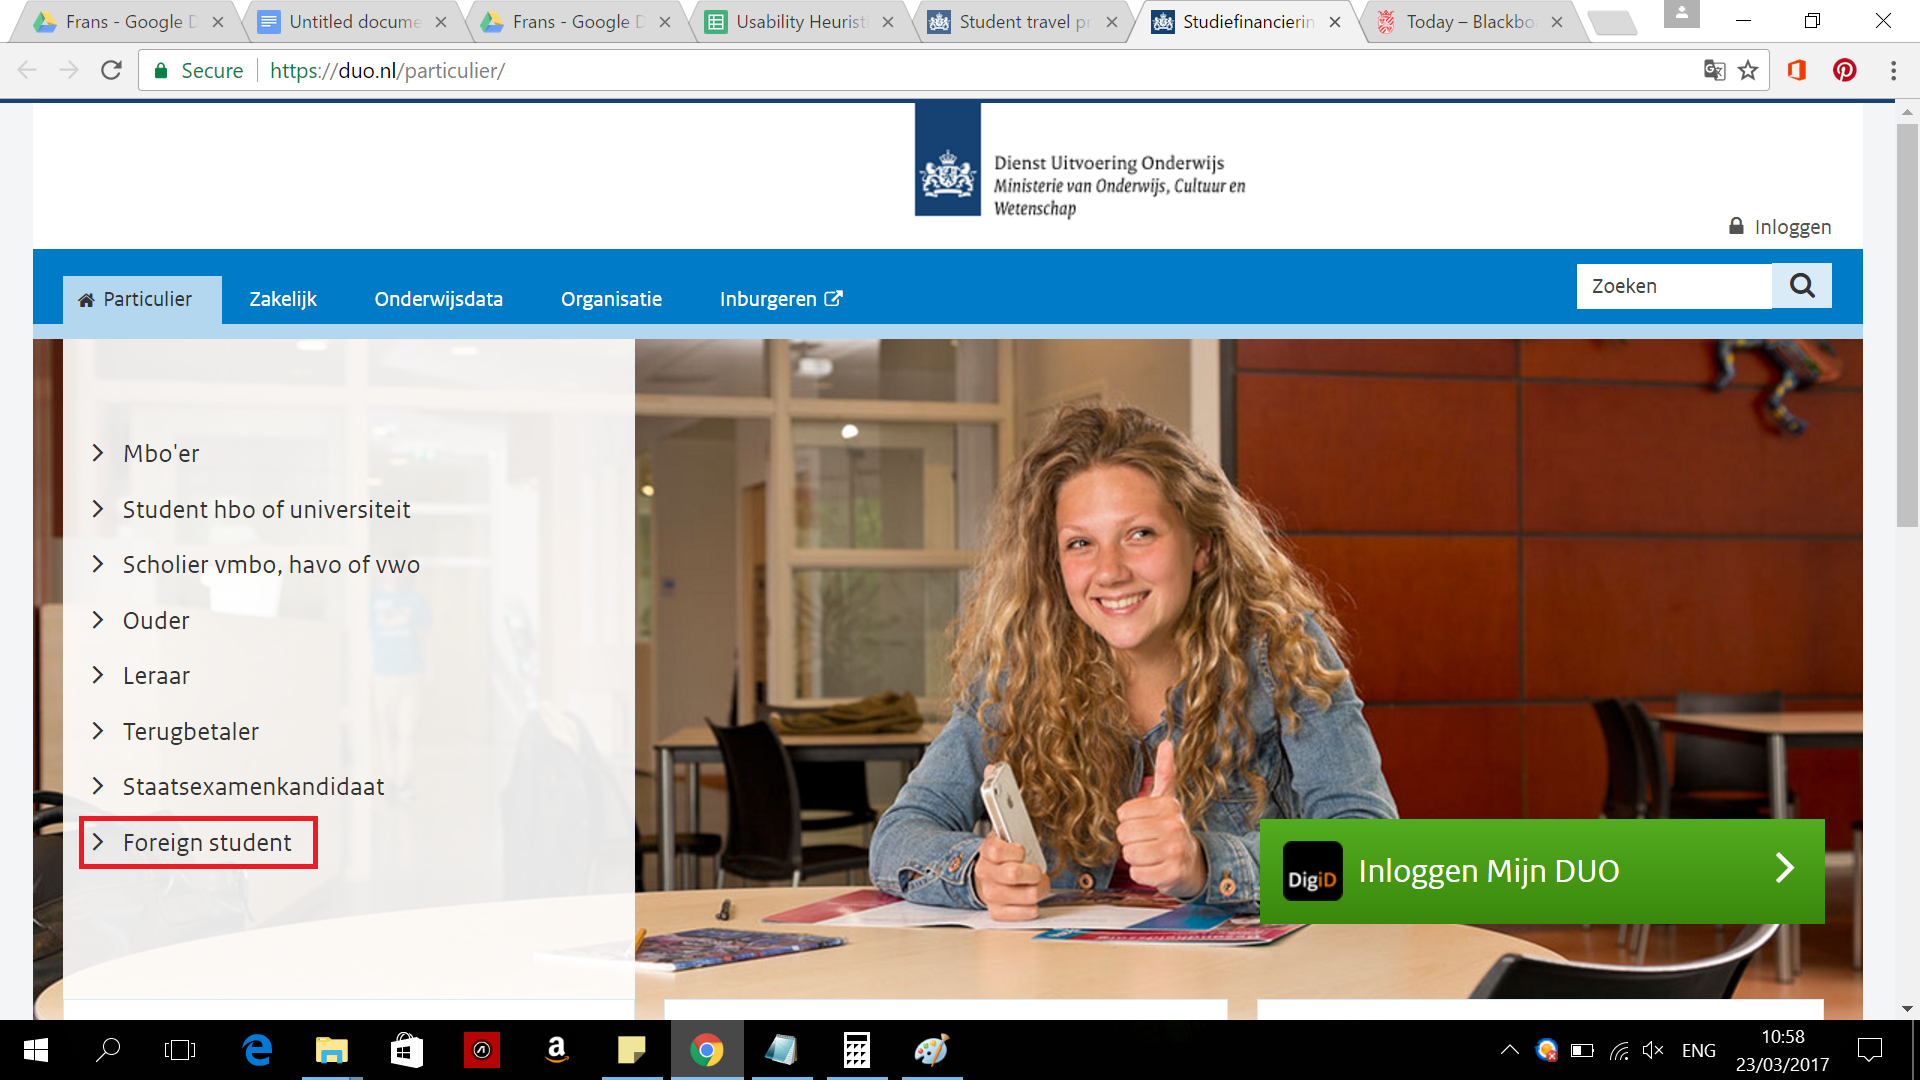 Frans - Google D
Untitled docume
Frans - Google D
Usability Heurist
Student travel pr
Studiefinancierin
Today – Blackbo
Secure
https://duo.nl/particulier/
Dienst Uitvoering Onderwijs
Ministerie van Onderwijs, Cultuur en
Wetenschap
Inloggen
Particulier
Zakelijk
Onderwijsdata
Organisatie
Inburgeren
Zoeken
Mbo'er
Student hbo of universiteit
Scholier vmbo, havo of vwo
Ouder
Leraar
Terugbetaler
Staatsexamenkandidaat
Foreign student
DigiD
Inloggen Mijn DUO
ENG
10:58
23/03/2017